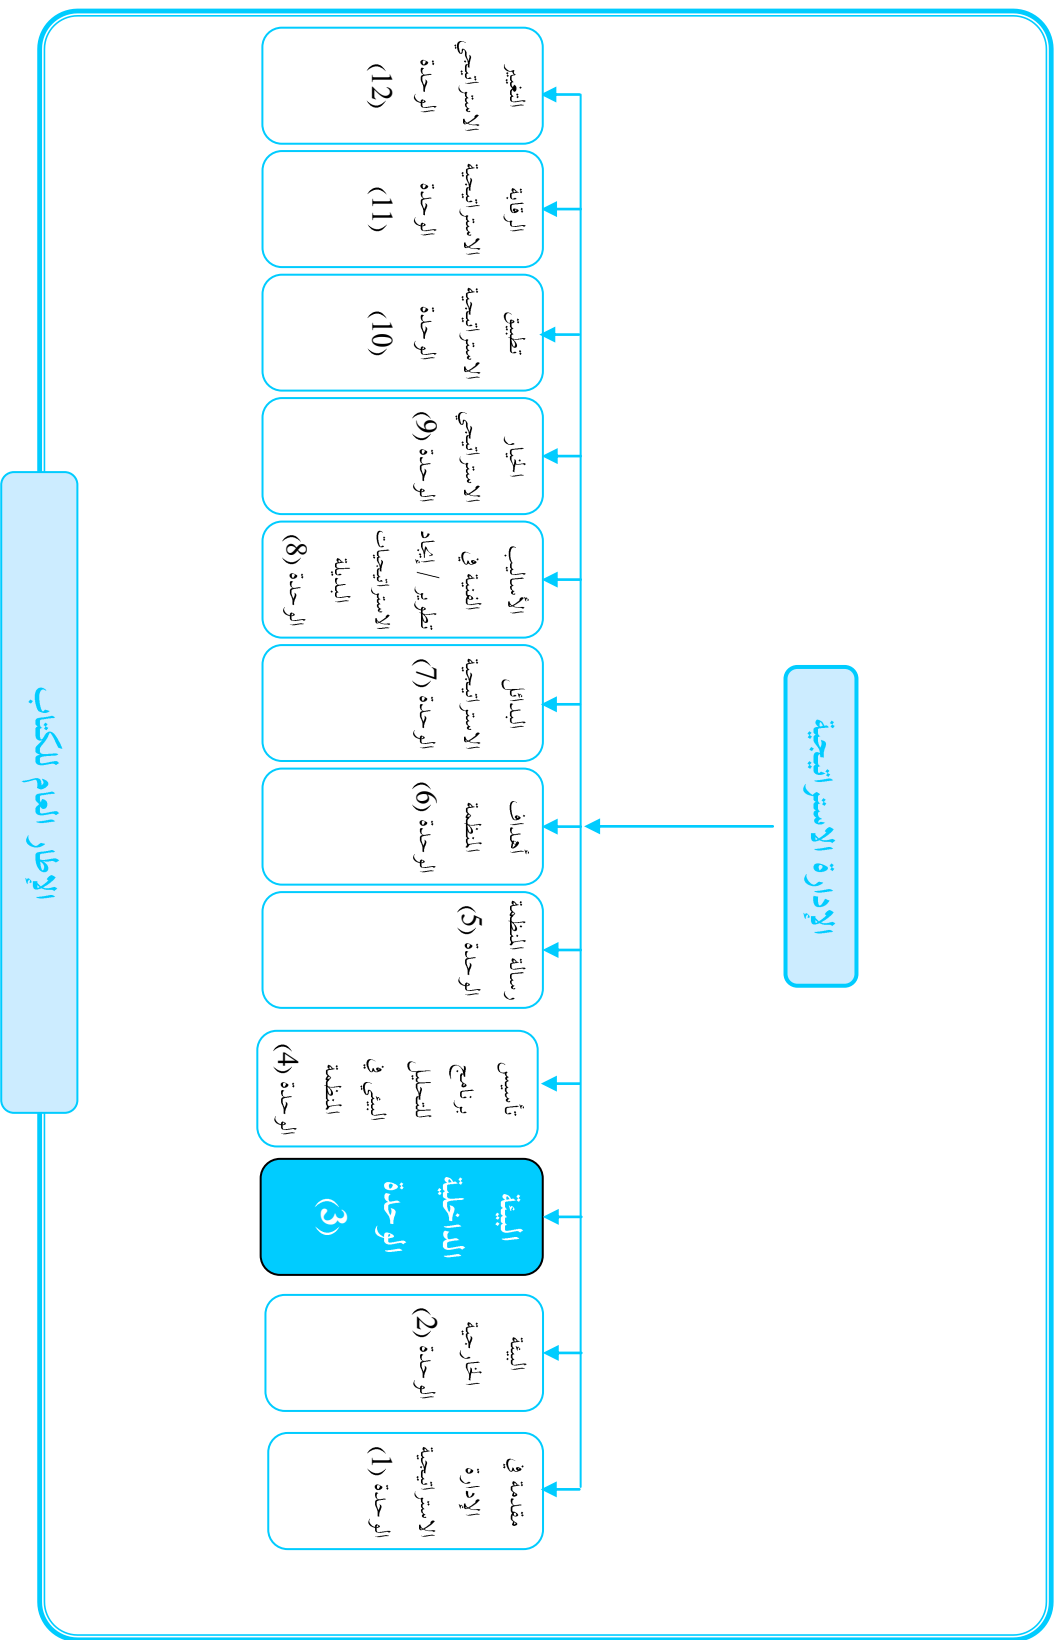 الإدارة الاستراتيجية
مقدمة في
الإدارة
الاستراتيجية
الوحدة (1)
البيئة
الخارجية
الوحدة (2)
البيئة
الداخلية
الوحدة
(3)
تأسيس
برنامج
للتحليل
البيئي في
المنظمة
الوحدة (4)
رسالة المنظمة
الوحدة (5)
أهداف
المنظمة
الوحدة (6)
البدائل
الاستراتيجية
الوحدة (7)
الأساليب
الفنية في
تطوير / إيجاد
الاستراتيجيات
البديلة
الوحدة (8)
الخيار
الاستراتيجي
الوحدة (9)
تطبيق
الاستراتيجية
الوحدة
(10)
الرقابة
الاستراتيجية
الوحدة
(11)
التغيير
الاستراتيجي
الوحدة
(12)
الإطار العام للكتاب